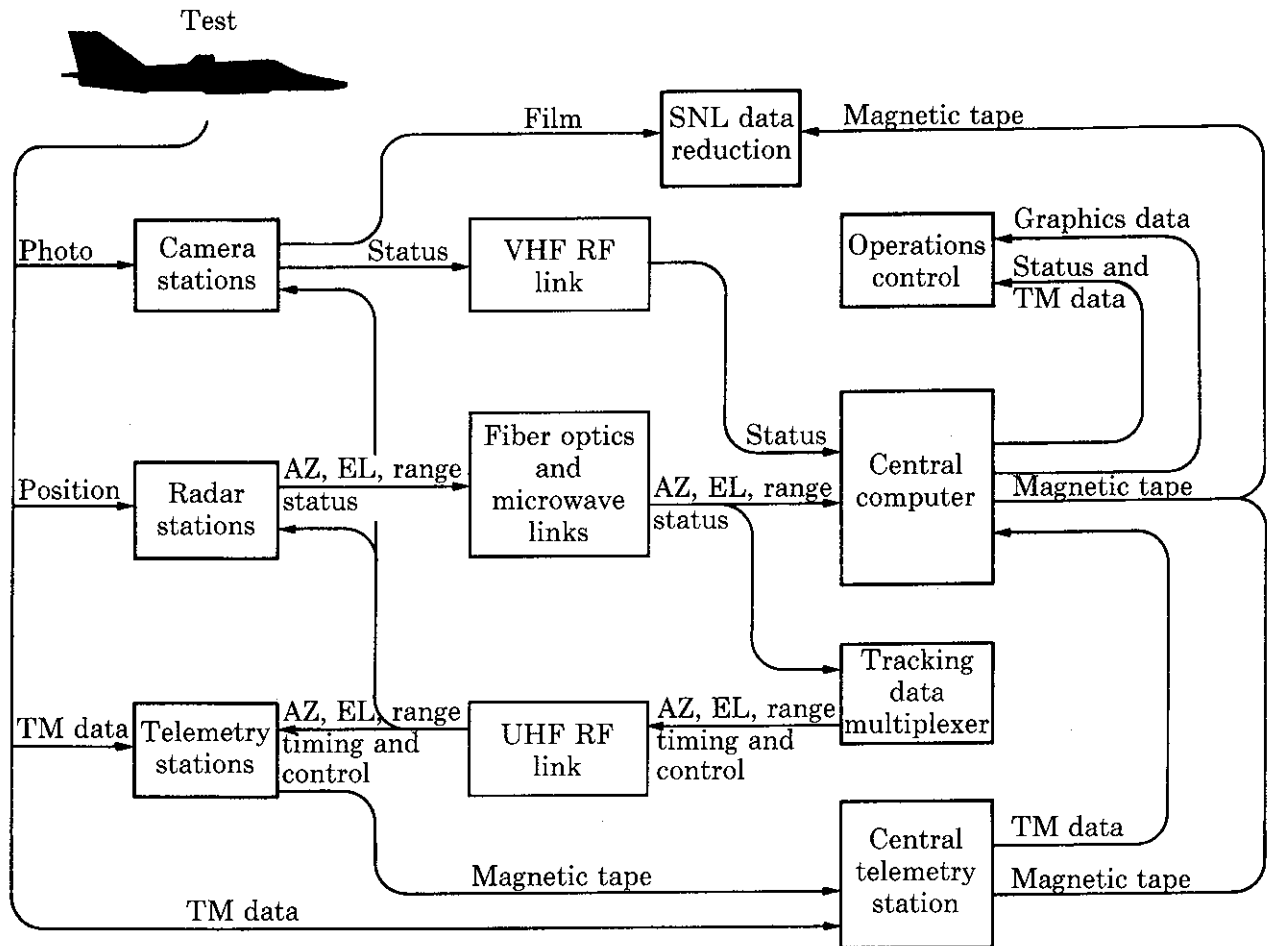 Test
Film
SNL data
reduction
Magnetic tape
Photo
Camera
stations
Status
VHF RF
link
Operations
control
Graphics data
Status and
TM data
Position
Radar
stations
AZ, EL, range
status
Fiber optics
and
microwave
links
Status
AZ, EL, range
status
Central
computer
Magnetic tape
TM data
Telemetry
stations
AZ, EL, range
timing and
control
UHF RF
link
AZ, EL, range
timing and
control
Tracking
data
multiplexer
Magnetic tape
TM data
Central
telemetry
station
TM data
Magnetic tape